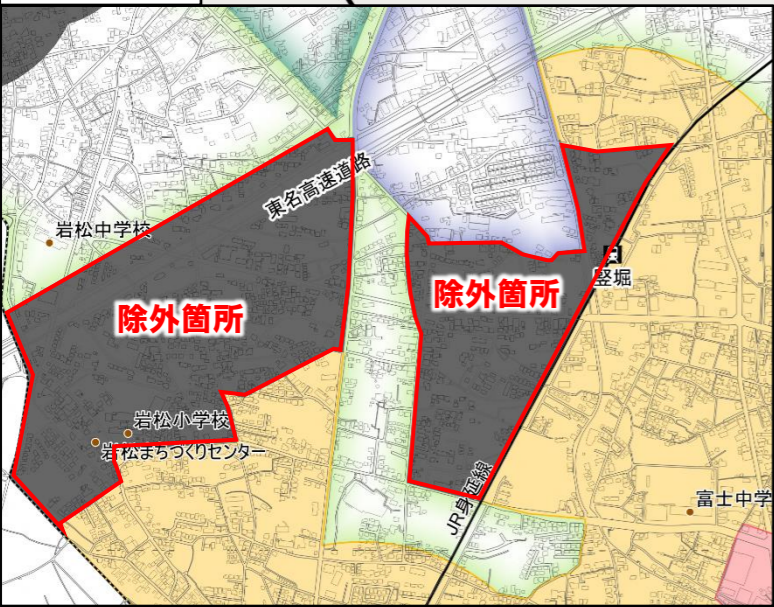 東名高速道路
岩松中学校
竪堀
除外箇所
除外箇所
岩松小学校
岩松まちづくりセンター
JR身延線
富士中学